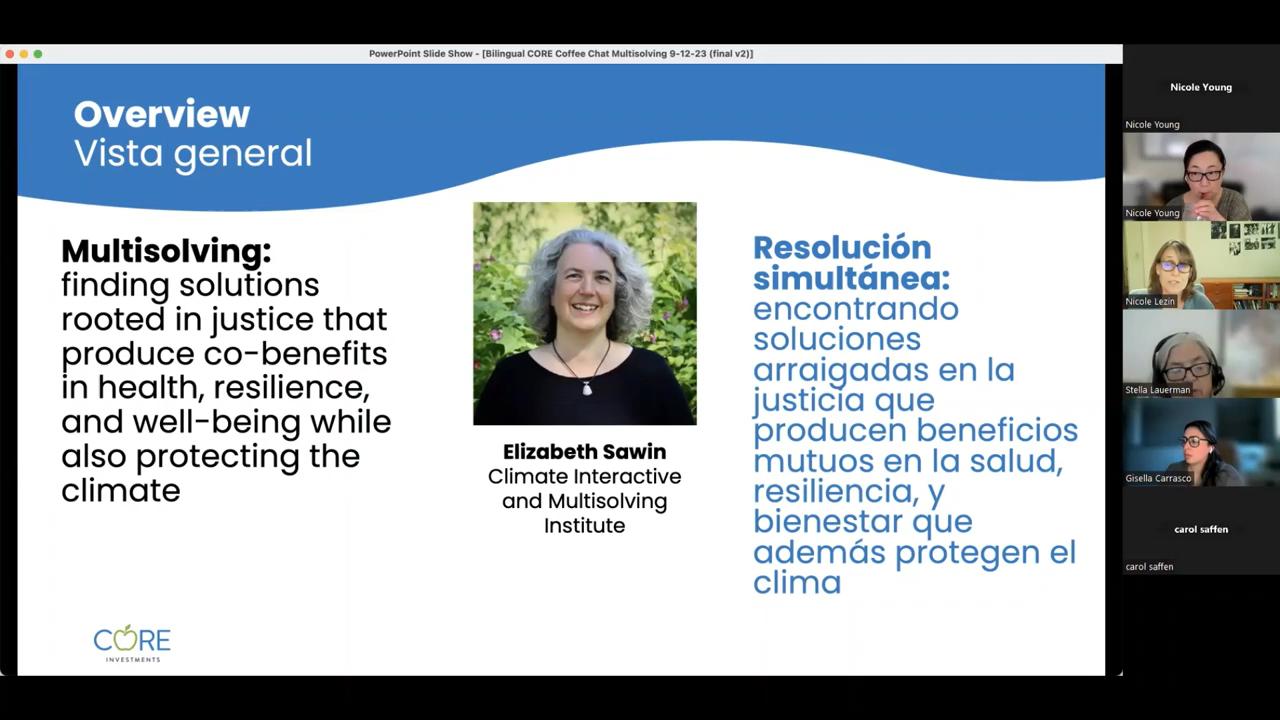 PowerPoint Slide Show - [Bilingual CORE Coffee Chat Multisolving 9-12-23 (final v2)]
Overview
Vista general
Multisolving:
finding solutions
rooted in justice that
produce co-benefits
in health, resilience,
and well-being while
also protecting the
climate
Elizabeth Sawin
Climate Interactive
and Multisolving
Institute
Resolución
simultánea:
encontrando
soluciones
arraigadas en la
justicia que
producen beneficios
mutuos en la salud,
resiliencia, y
bienestar que
además protegen el
clima
CORE
INVESTMENTS
Nicole Young
Nicole Young
Nicole Young
Nicole Lezin
Stella Lauerman
Gisella Carrasco
carol saffen
carol saffen